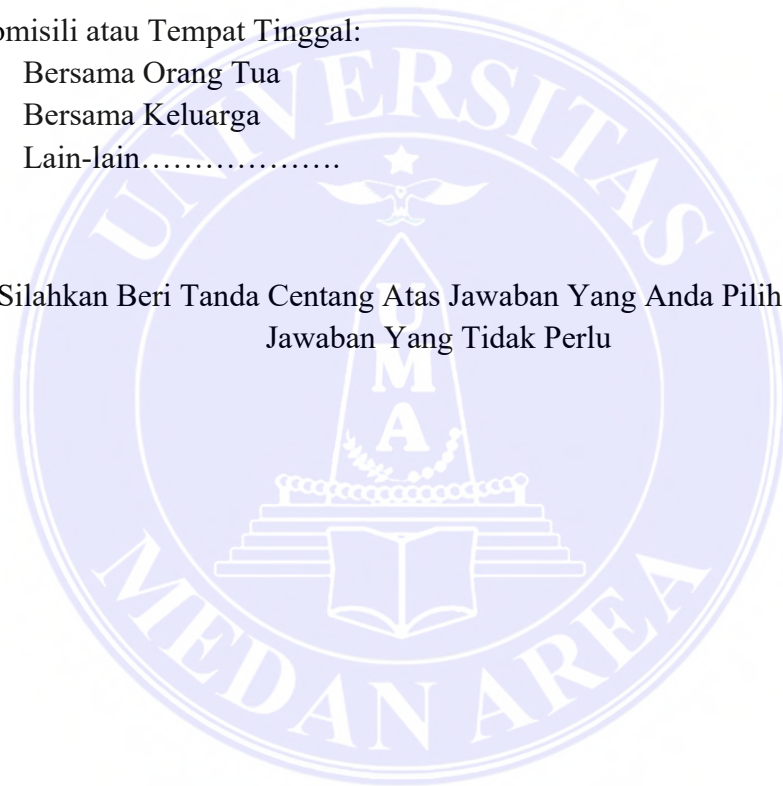 omisili atau Tempat Tinggal:
Bersama Orang Tua
Bersama Keluarga
Lain-lain……………….
Silahkan Beri Tanda Centang Atas Jawaban Yang Anda Pilih
Jawaban Yang Tidak Perlu
UNIVERSITAS
UMA
MEDAN AREA